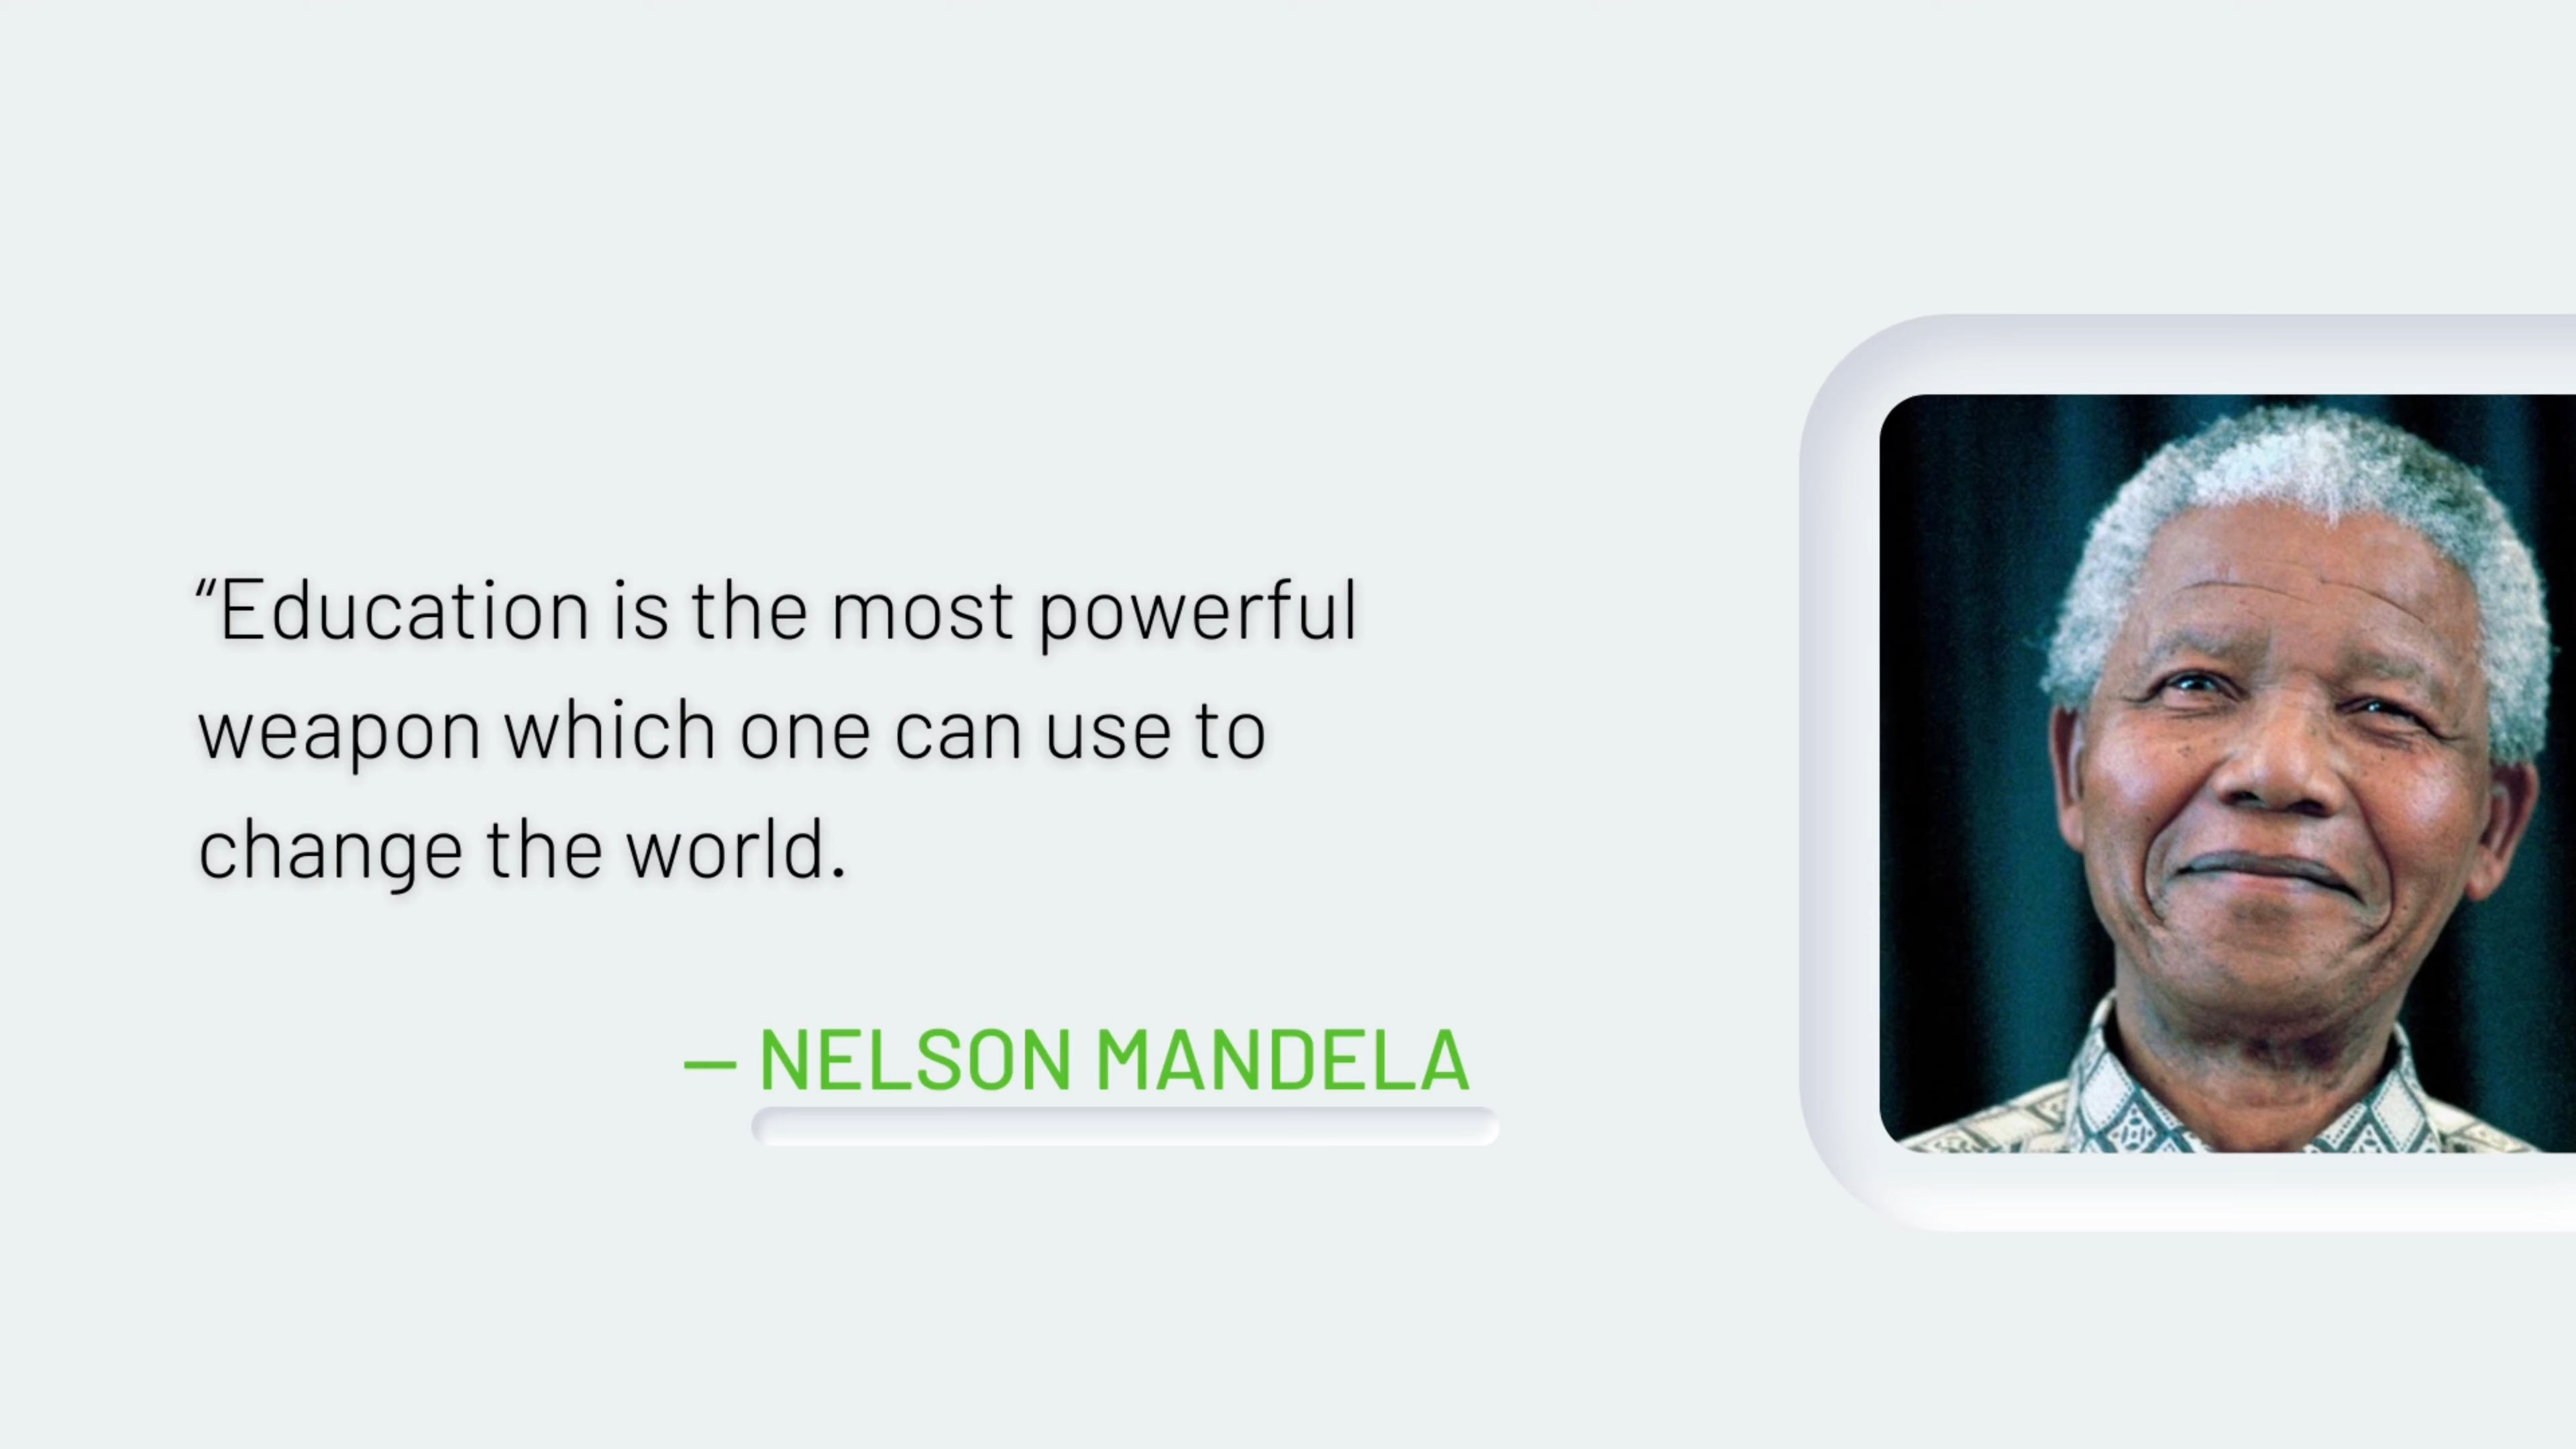 “Education is the most powerful
weapon which one can use to
change the world.
– NELSON MANDELA